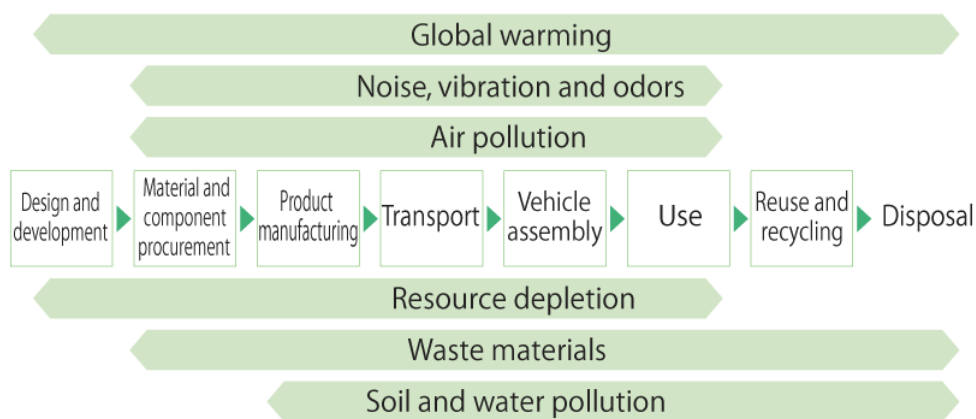 Global warming
Noise, vibration and odors
Air pollution
Design and
development
Material and
component
procurement
Product
manufacturing
Transport
Vehicle
assembly
Use
Reuse and
recycling
Disposal
Resource depletion
Waste materials
Soil and water pollution